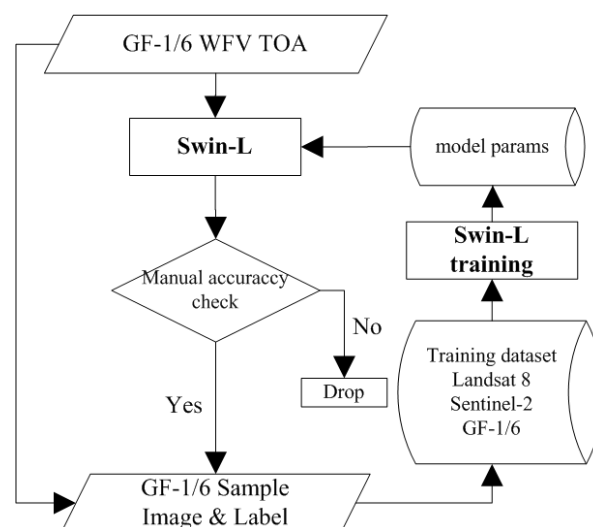 GF-1/6 WFV TOA
Swin-L
model params
Swin-L
training
Manual accuraccy
check
No
Drop
Yes
Training dataset
Landsat 8
Sentinel-2
GF-1/6
GF-1/6 Sample
Image & Label